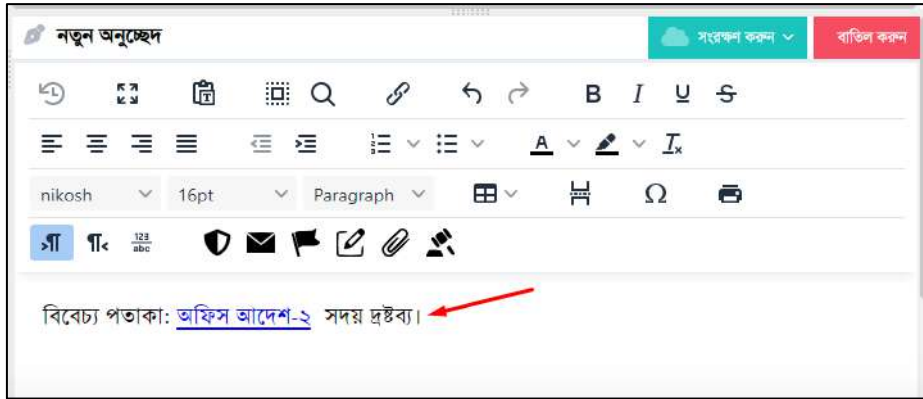 নতুন অনুচ্ছেদ
সংরক্ষণ করুন
বাতিল করুন
B I U S
A
nikosh 16pt Paragraph Ω
123
abc
বিবেচ্য পতাকা: অফিস আদেশ-২ সদয় দ্রষ্টব্য।